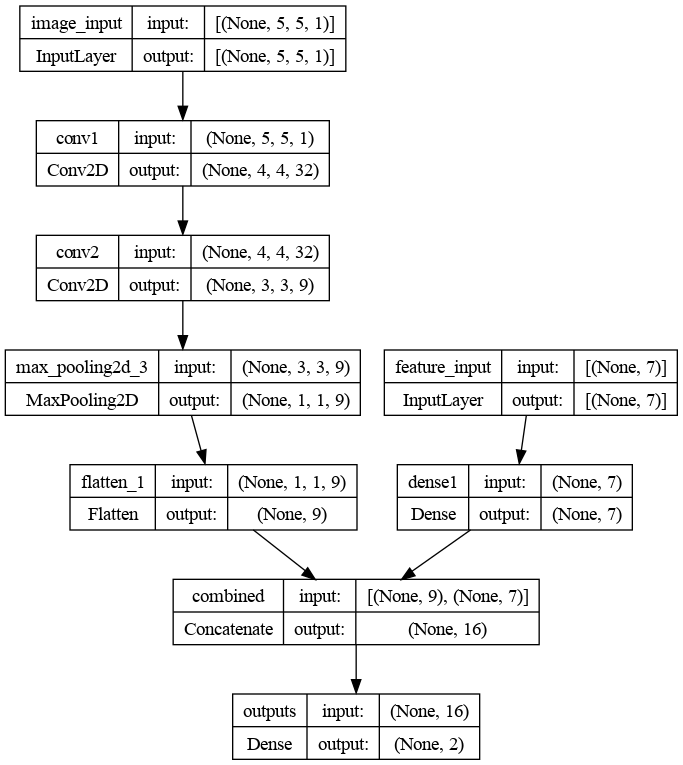 image_input input: [(None, 5, 5, 1)]
InputLayer output: [(None, 5, 5, 1)]
conv1 input: (None, 5, 5, 1)
Conv2D output: (None, 4, 4, 32)
conv2 input: (None, 4, 4, 32)
Conv2D output: (None, 3, 3, 9)
max_pooling2d_3 input: (None, 3, 3, 9)
MaxPooling2D output: (None, 1, 1, 9)
feature_input input: [(None, 7)]
InputLayer output: [(None, 7)]
flatten_1 input: (None, 1, 1, 9)
Flatten output: (None, 9)
dense1 input: (None, 7)
Dense output: (None, 7)
combined input: [(None, 9), (None, 7)]
Concatenate output: (None, 16)
outputs input: (None, 16)
Dense output: (None, 2)